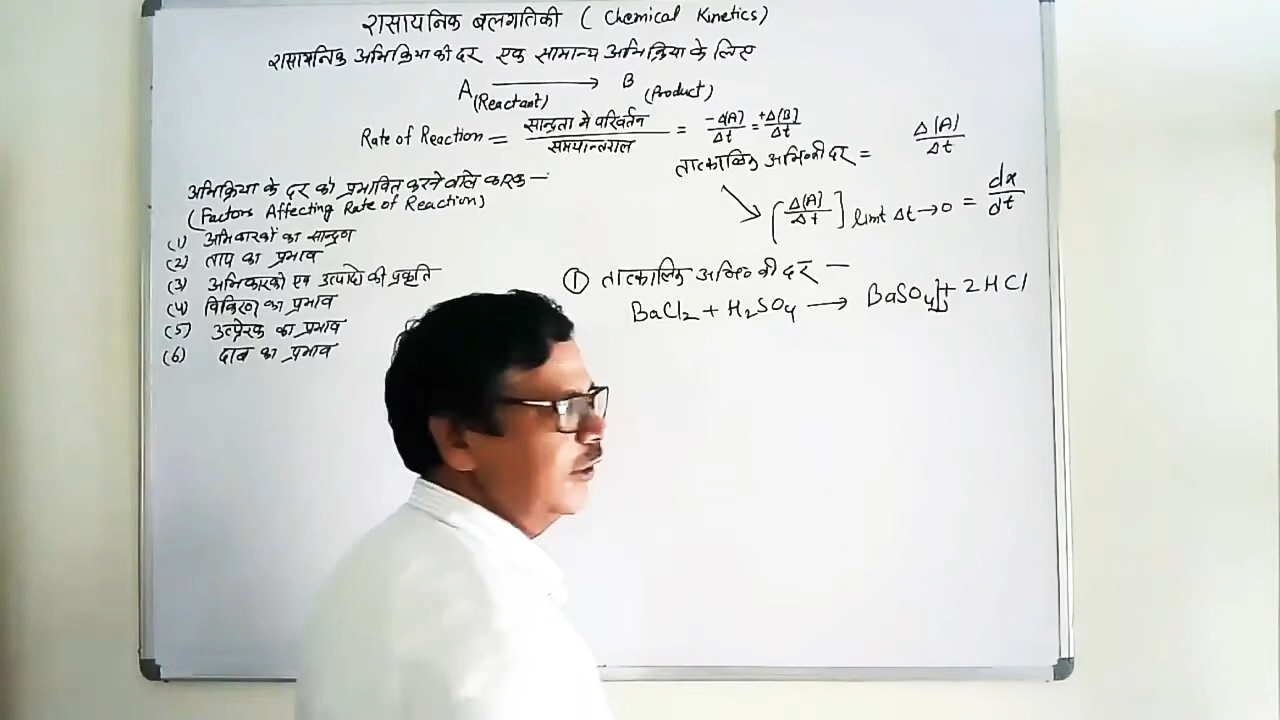 रासायनिक बलगतिकी ( Chemical Kinetics)
रासायनिक अभिक्रिया की दर एक सामान्य अभिक्रिया के लिए
A (Reactant) ⟶ B (Product)
Rate of Reaction = सान्द्रता मे परिवर्तन / समयान्तराल = -d[A]/Δt = +Δ[B]/Δt
तात्कालिक अभि० की दर = Δ[A]/Δt
↘ [Δ[A]/Δt] limt Δt→0 = dx/dt
अभिक्रिया के दर को प्रभावित करने वाले कारक —
(Factors Affecting Rate of Reaction)
(1) अभिकारकों का सान्द्रण
(2) ताप का प्रभाव
(3) अभिकारको एवं उत्पादो की प्रकृति
(4) विकिरण का प्रभाव
(5) उत्प्रेरक का प्रभाव
(6) दाब का प्रभाव
① तात्कालिक अभि० की दर —
BaCl₂ + H₂SO₄ ⟶ BaSO₄↓ + 2HCl